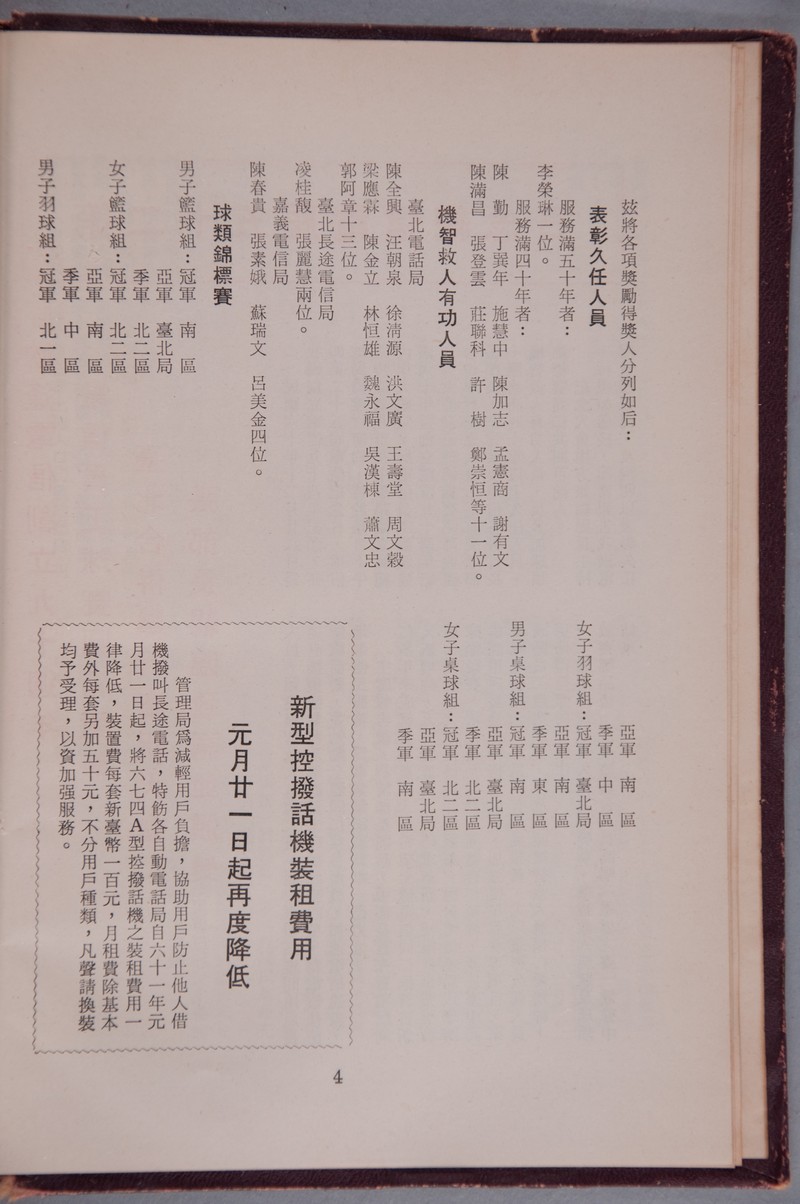 茲將各項獎勵得獎人分列如后：
表彰久任人員
服務滿五十年者：
李榮琳一位。
服務滿四十年者：
陳　勤　丁巽年　施慧中　陳加志　孟憲商　謝有文
陳滿昌　張登雲　莊聯科　許　樹　鄭崇恒等十一位。
機智救人有功人員
臺北電話局
陳全興　汪朝泉　徐清源　洪文廣　王壽堂　周文穀
梁應霖　陳金立　林恒雄　魏永福　吳漢棟　蕭文忠
郭阿章十三位。
臺北長途電信局
凌桂馥　張麗慧兩位。
嘉義電信局
陳春貴　張素娥　蘇瑞文　呂美金四位。
球類錦標賽
男子籃球組：冠軍　南　區
亞軍　臺北局
季軍　北二區
女子籃球組：冠軍　北二區
亞軍　南　區
季軍　中　區
男子羽球組：冠軍　北一區
亞軍　南　區
季軍　中　區
女子羽球組：冠軍　臺北局
亞軍　南　區
季軍　東　區
男子桌球組：冠軍　南　區
亞軍　臺北局
季軍　北二區
女子桌球組：冠軍　北二區
亞軍　臺北局
季軍　南　區
新型控撥話機裝租費用
元月廿一日起再度降低
管理局爲減輕用戶負擔，協助用戶防止他人借
機撥叫長途電話，特飭各自動電話局自六十一年元
月廿一日起，將六七四A型控撥話機之裝租費用一
律降低，裝置費每套新臺幣一百元，月租費除基本
費外每套另加五十元，不分用戶種類，凡聲請換裝
均予受理，以資加强服務。
4